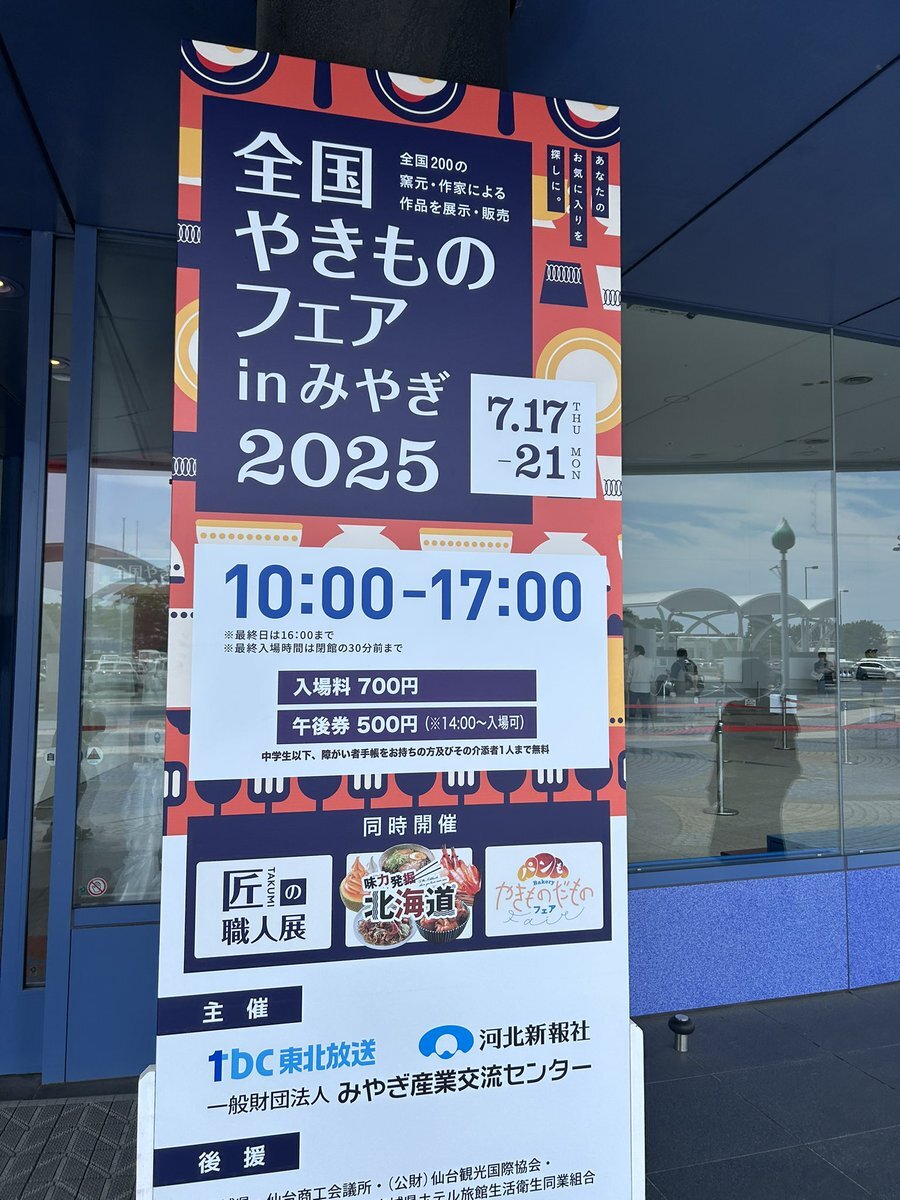 全国
やきもの
フェア
inみやぎ
2025
全国200の
窯元・作家による
作品を展示・販売
あなたの
お気に入りを
探しに。
7.17 THU
-21 MON
10:00-17:00
※最終日は16:00まで
※最終入場時間は閉館の30分前まで
入場料 700円
午後券 500円(※14:00〜入場可)
中学生以下、障がい者手帳をお持ちの方及びその介添者1人まで無料
同時開催
匠の
TAKUMI
職人展
味力発掘
北海道
パンも
Bakery
やきものだもの
フェア
Fair
主催
tbc東北放送
河北新報社
一般財団法人 みやぎ産業交流センター
後援
仙台商工会議所・(公財)仙台観光国際協会・
ホテル旅館生活衛生同業組合